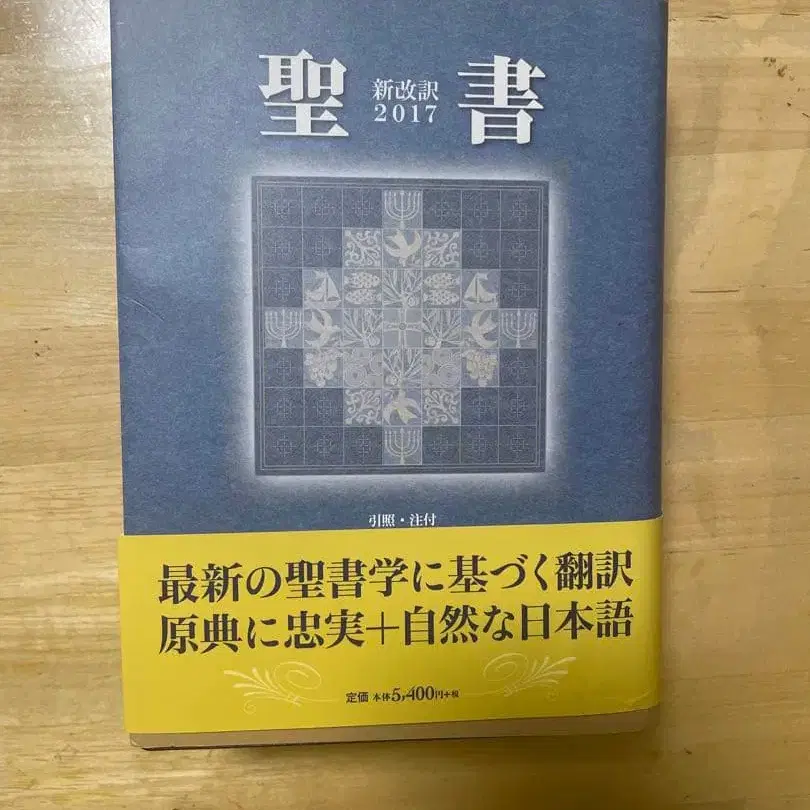 聖書
新改訳
2017
引照・注付
最新の聖書学に基づく翻訳
原典に忠実+自然な日本語
定価 本体5,400円+税